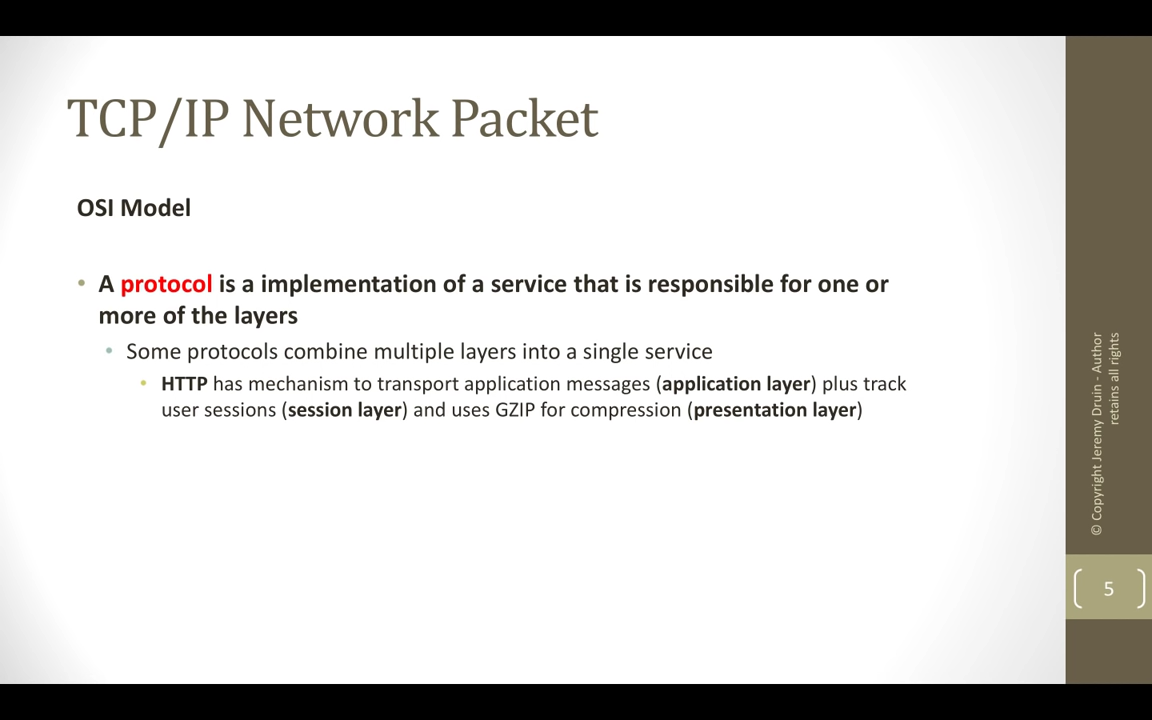 TCP/IP Network Packet
OSI Model
• A protocol is a implementation of a service that is responsible for one or
more of the layers
• Some protocols combine multiple layers into a single service
• HTTP has mechanism to transport application messages (application layer) plus track
user sessions (session layer) and uses GZIP for compression (presentation layer)
© Copyright Jeremy Druin - Author
retains all rights
5